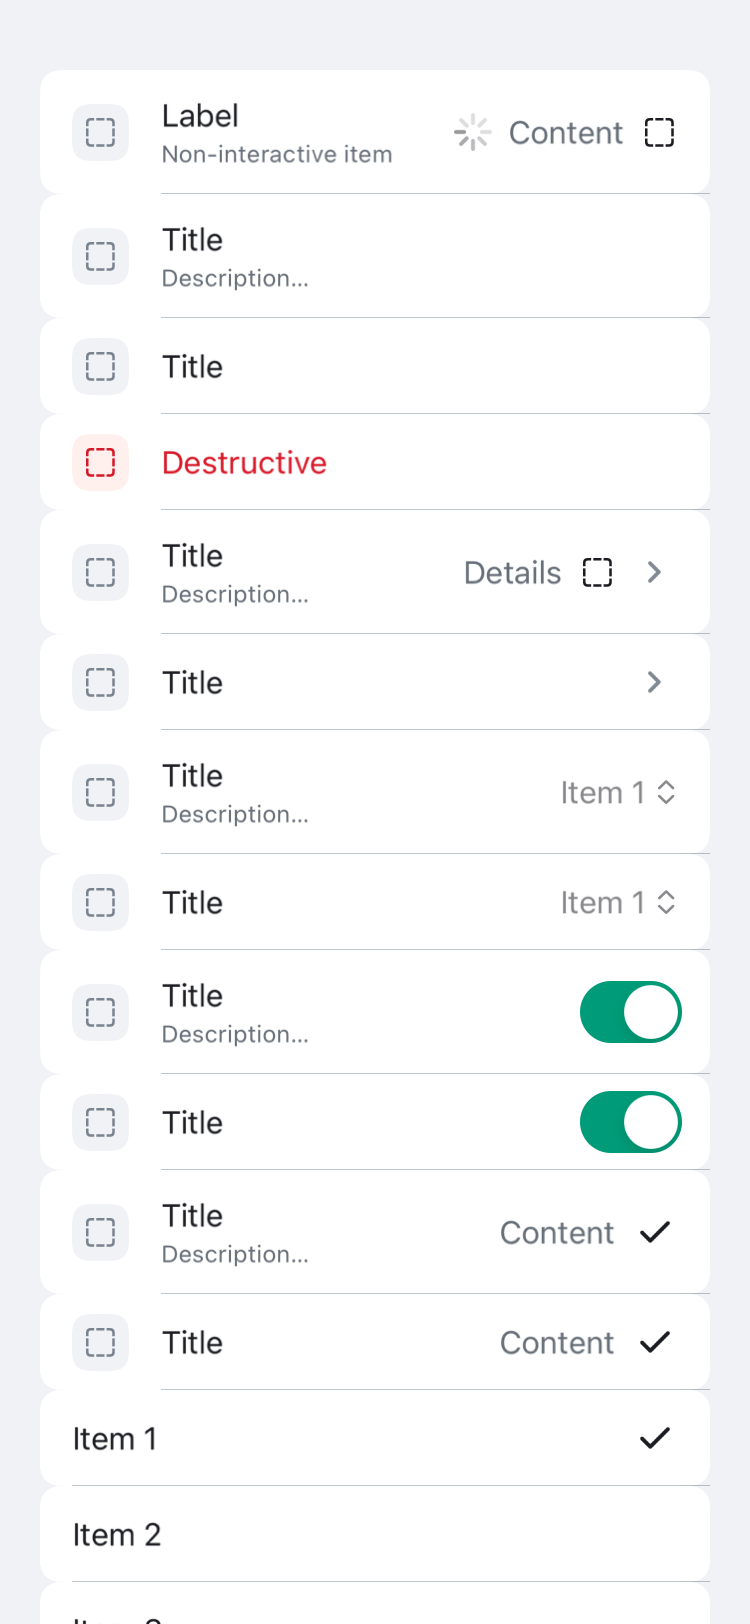 Label
Non-interactive item
Content
Title
Description...
Title
Destructive
Title
Description...
Details
Title
Title
Description...
Item 1
Title
Item 1
Title
Description...
Title
Title
Description...
Content
Title
Content
Item 1
Item 2